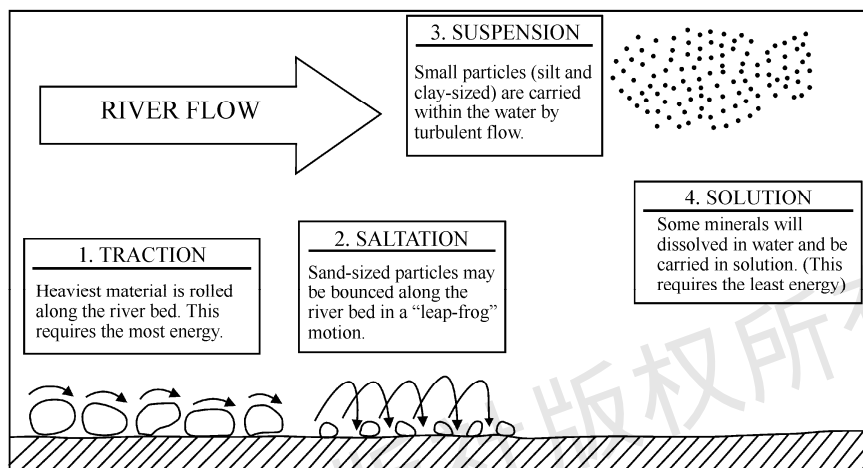 RIVER FLOW
3. SUSPENSION
Small particles (silt and
clay-sized) are carried
within the water by
turbulent flow.
4. SOLUTION
Some minerals will
dissolved in water and be
carried in solution. (This
requires the least energy)
1. TRACTION
Heaviest material is rolled
along the river bed. This
requires the most energy.
2. SALTATION
Sand-sized particles may
be bounced along the
river bed in a “leap-frog”
motion.
版权所